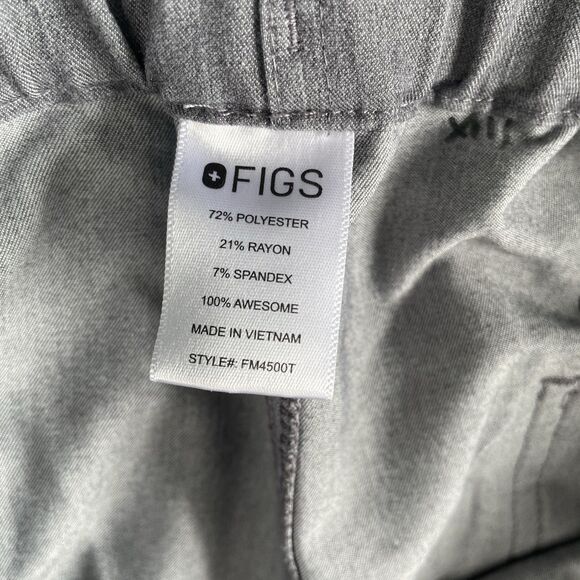 FIGS
72% POLYESTER
21% RAYON
7% SPANDEX
100% AWESOME
MADE IN VIETNAM
STYLE#: FM4500T